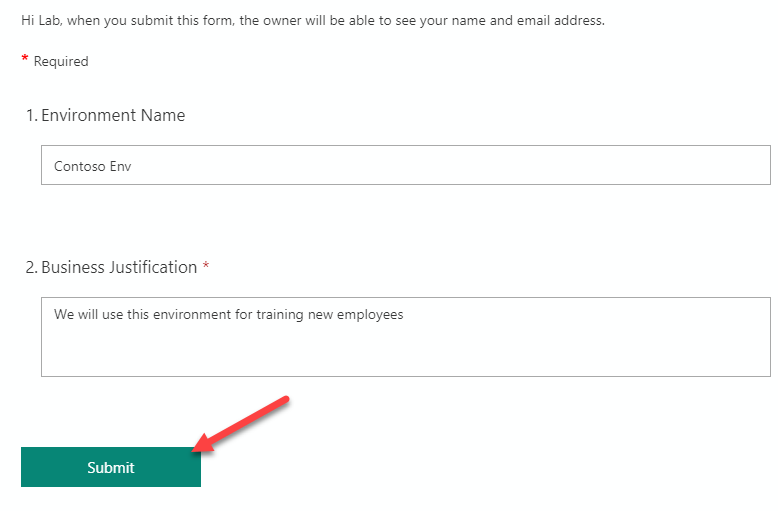 Hi Lab, when you submit this form, the owner will be able to see your name and email address.
* Required
1. Environment Name
Contoso Env
2. Business Justification *
We will use this environment for training new employees
Submit